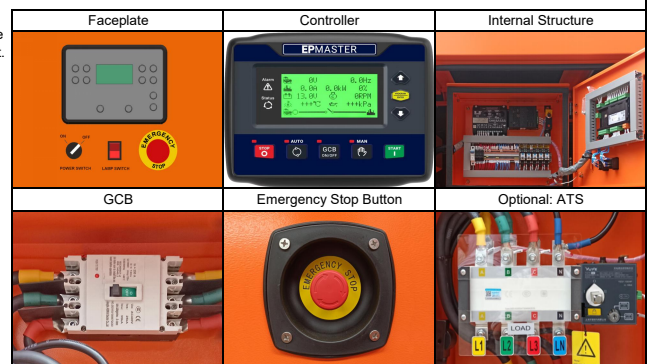 Faceplate
Controller
Internal Structure
e
t.
ON
OFF
EMERGENCY
STOP
POWER SWITCH
LAMP SWITCH
EPMASTER
Alarm
Status
0V
0.0Hz
0.0A
0.0kW
0%
13.0V
0RPM
+++℃
+++kPa
AUTO
MAN
STOP
GCB
ON/OFF
START
GCB
Emergency Stop Button
Optional: ATS
EMERGENCY STOP
B
C
N
LOAD
L1
L2
L3
LN